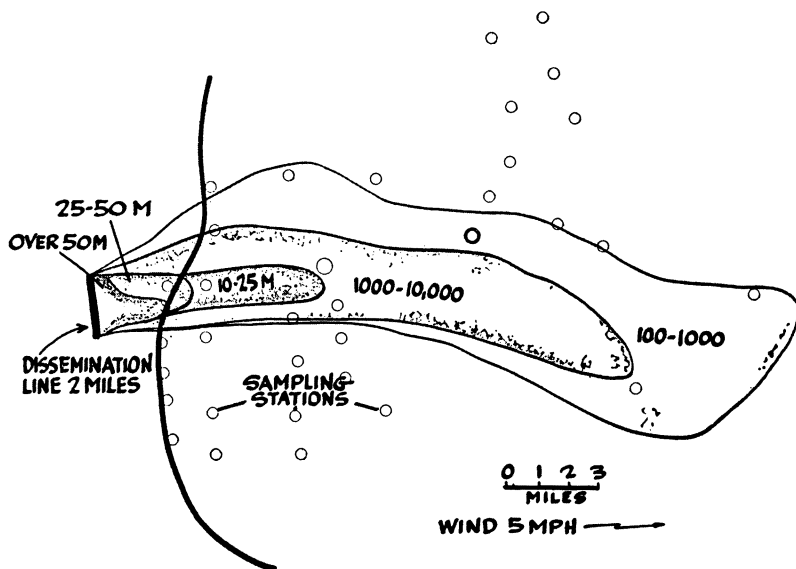 25-50 M
OVER 50M
10-25 M
1000-10,000
100-1000
DISSEMINATION
LINE 2 MILES
SAMPLING
STATIONS
0 1 2 3
MILES
WIND 5 MPH